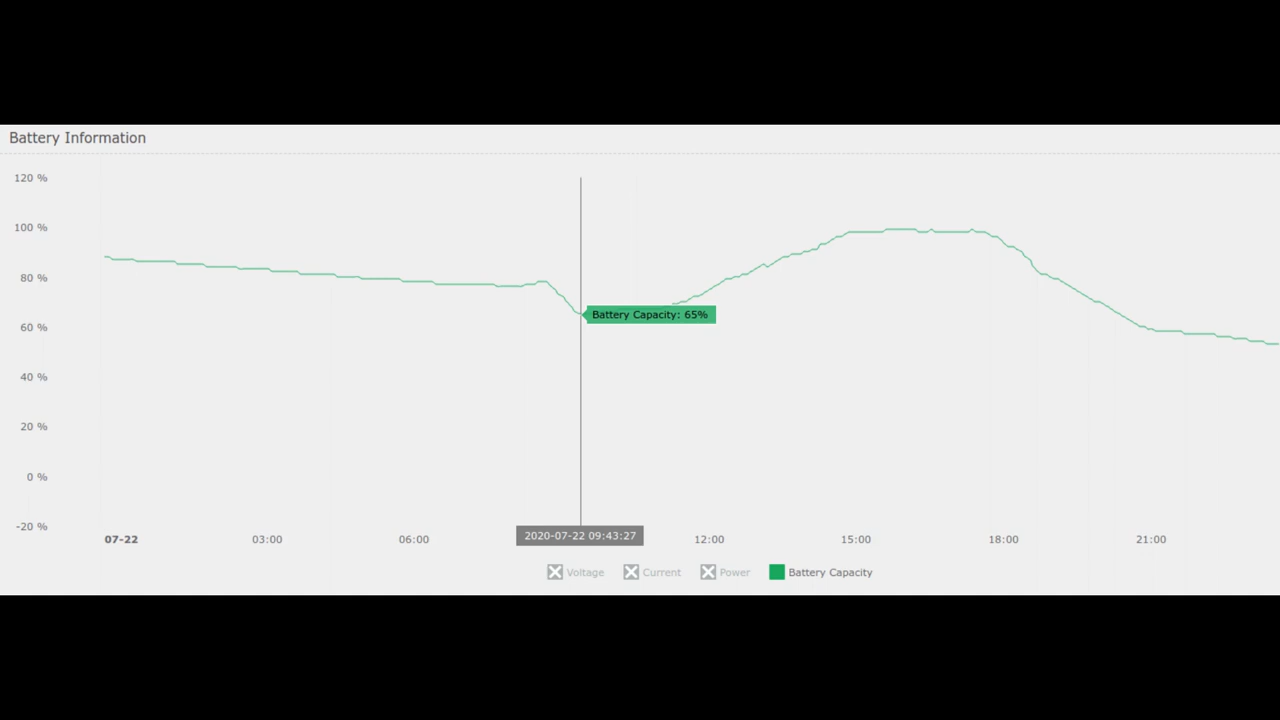 Battery Information
120 %
100 %
80 %
60 %
40 %
20 %
0 %
-20 %
Battery Capacity: 65%
07-22 03:00 06:00 2020-07-22 09:43:27 12:00 15:00 18:00 21:00
Voltage Current Power Battery Capacity